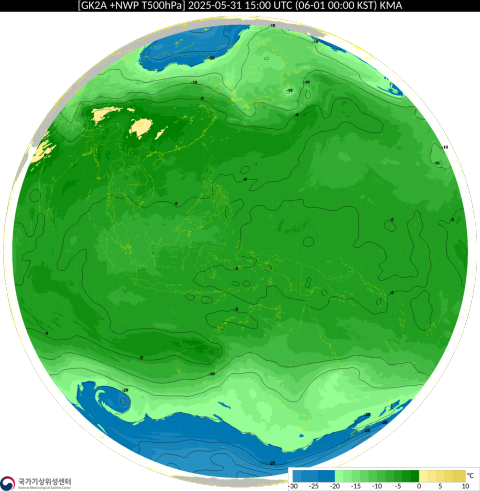 [GK2A +NWP T500hPa] 2025-05-31 15:00 UTC (06-01 00:00 KST) KMA
국가기상위성센터
National Meteorological Satellite Center
°C
-30 -25 -20 -15 -10 -5 0 5 10